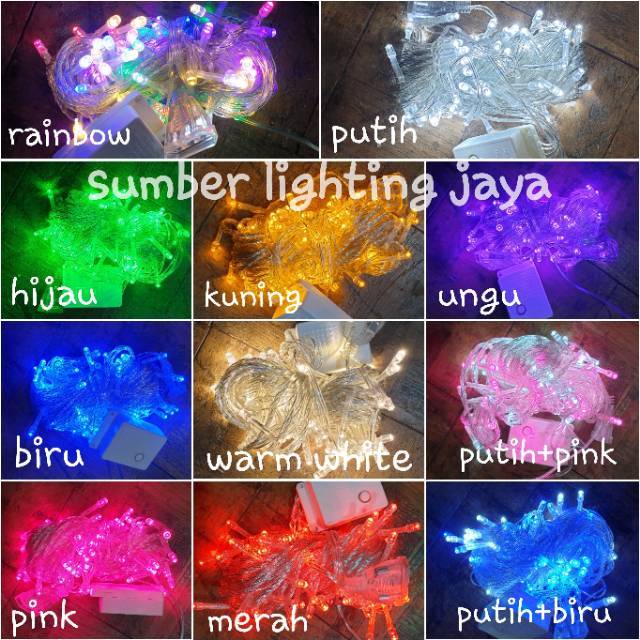 rainbow
putih
sumber lighting jaya
hijau
kuning
ungu
biru
warm white
putih+pink
pink
merah
putih+biru